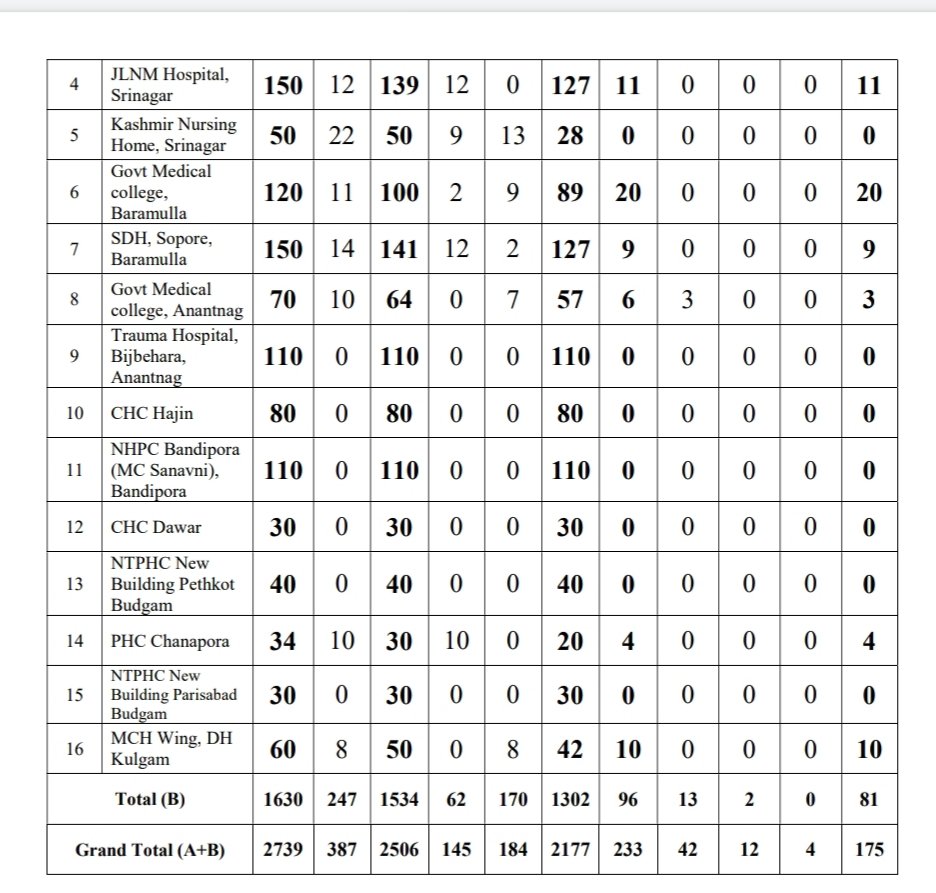 4 JLNM Hospital, Srinagar 150 12 139 12 0 127 11 0 0 0 11
5 Kashmir Nursing Home, Srinagar 50 22 50 9 13 28 0 0 0 0 0
6 Govt Medical college, Baramulla 120 11 100 2 9 89 20 0 0 0 20
7 SDH, Sopore, Baramulla 150 14 141 12 2 127 9 0 0 0 9
8 Govt Medical college, Anantnag 70 10 64 0 7 57 6 3 0 0 3
9 Trauma Hospital, Bijbehara, Anantnag 110 0 110 0 0 110 0 0 0 0 0
10 CHC Hajin 80 0 80 0 0 80 0 0 0 0 0
11 NHPC Bandipora (MC Sanavni), Bandipora 110 0 110 0 0 110 0 0 0 0 0
12 CHC Dawar 30 0 30 0 0 30 0 0 0 0 0
13 NTPHC New Building Pethkot Budgam 40 0 40 0 0 40 0 0 0 0 0
14 PHC Chanapora 34 10 30 10 0 20 4 0 0 0 4
15 NTPHC New Building Parisabad Budgam 30 0 30 0 0 30 0 0 0 0 0
16 MCH Wing, DH Kulgam 60 8 50 0 8 42 10 0 0 0 10
Total (B) 1630 247 1534 62 170 1302 96 13 2 0 81
Grand Total (A+B) 2739 387 2506 145 184 2177 233 42 12 4 175